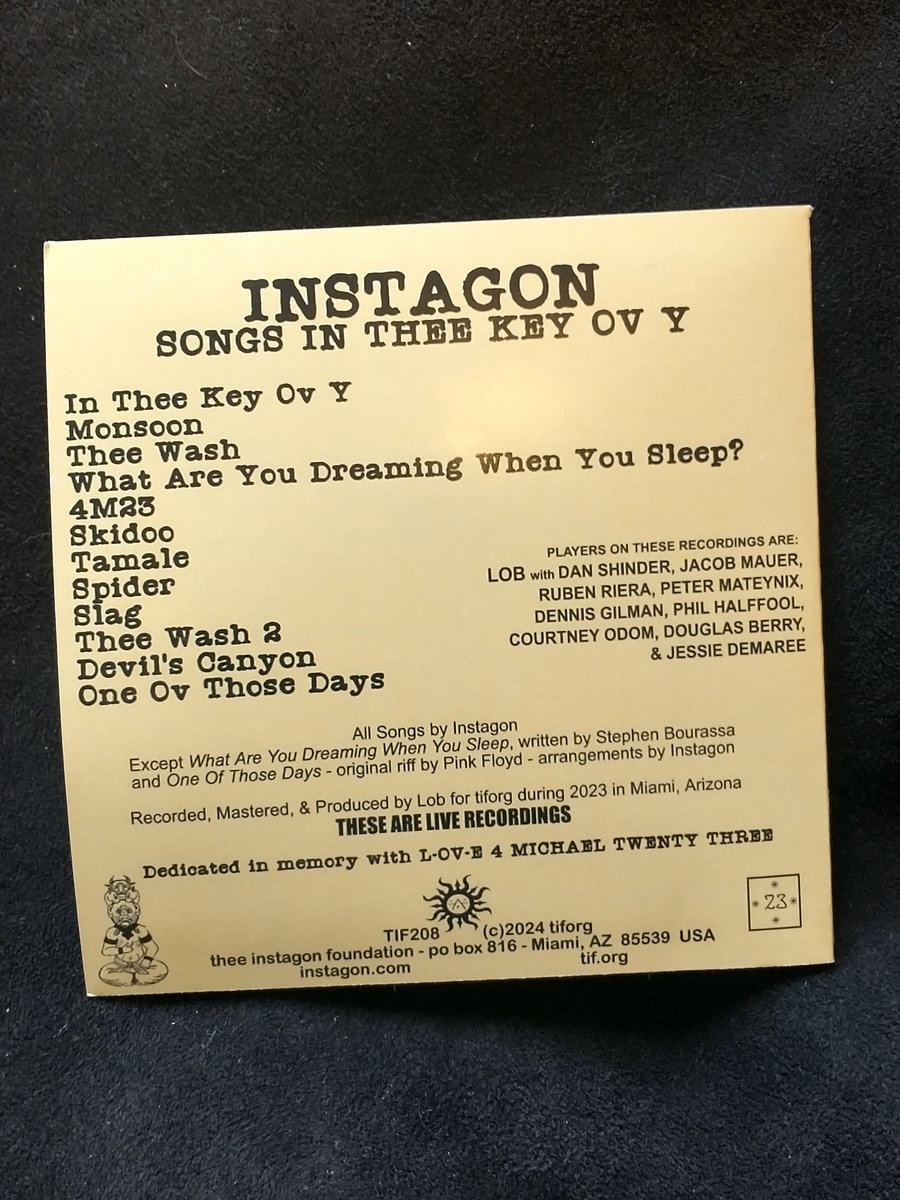 INSTAGON
SONGS IN THEE KEY OV Y
In Thee Key Ov Y
Monsoon
Thee Wash
What Are You Dreaming When You Sleep?
4M23
Skidoo
Tamale
Spider
Slag
Thee Wash 2
Devil's Canyon
One Ov Those Days
PLAYERS ON THESE RECORDINGS ARE:
LOB with DAN SHINDER, JACOB MAUER,
RUBEN RIERA, PETER MATEYNIX,
DENNIS GILMAN, PHIL HALFFOOL,
COURTNEY ODOM, DOUGLAS BERRY,
& JESSIE DEMAREE
All Songs by Instagon
Except What Are You Dreaming When You Sleep, written by Stephen Bourassa
and One Of Those Days - original riff by Pink Floyd - arrangements by Instagon
Recorded, Mastered, & Produced by Lob for tiforg during 2023 in Miami, Arizona
THESE ARE LIVE RECORDINGS
Dedicated in memory with L-OV-E 4 MICHAEL TWENTY THREE
23
TIF208 (c)2024 tiforg
thee instagon foundation - po box 816 - Miami, AZ 85539 USA
instagon.com tif.org